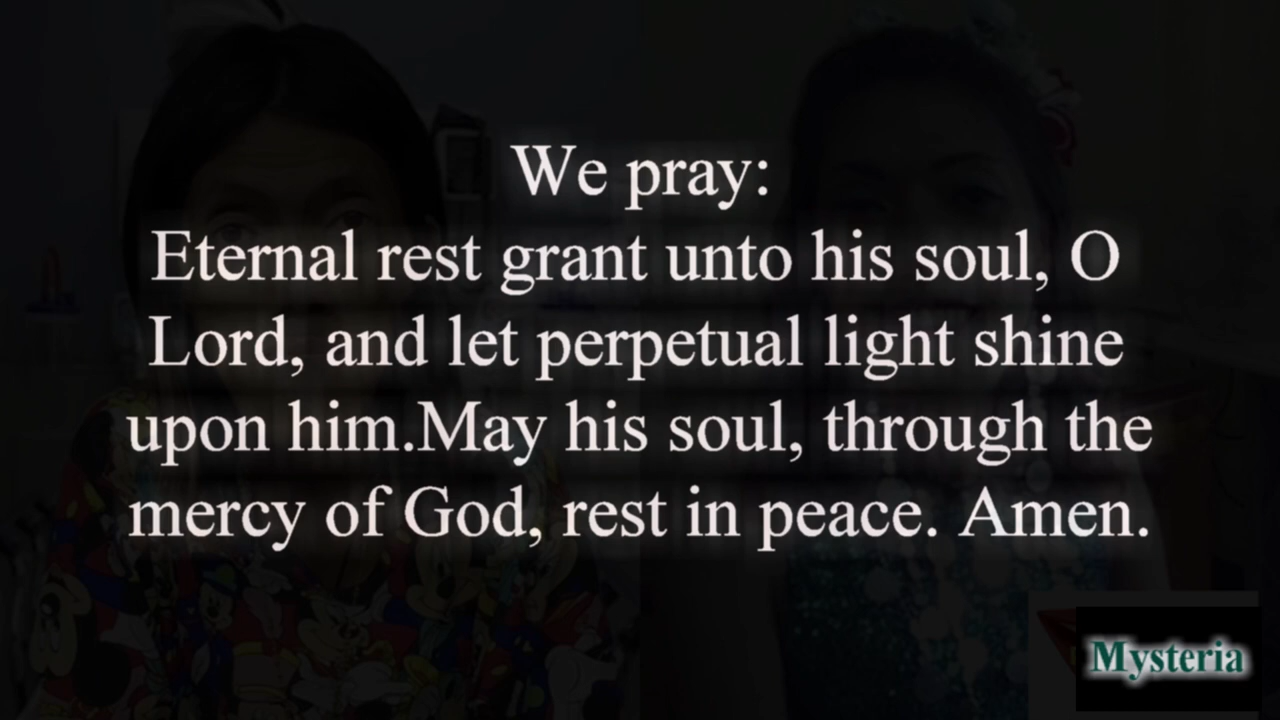 We pray:
Eternal rest grant unto his soul, O
Lord, and let perpetual light shine
upon him.May his soul, through the
mercy of God, rest in peace. Amen.
Mysteria